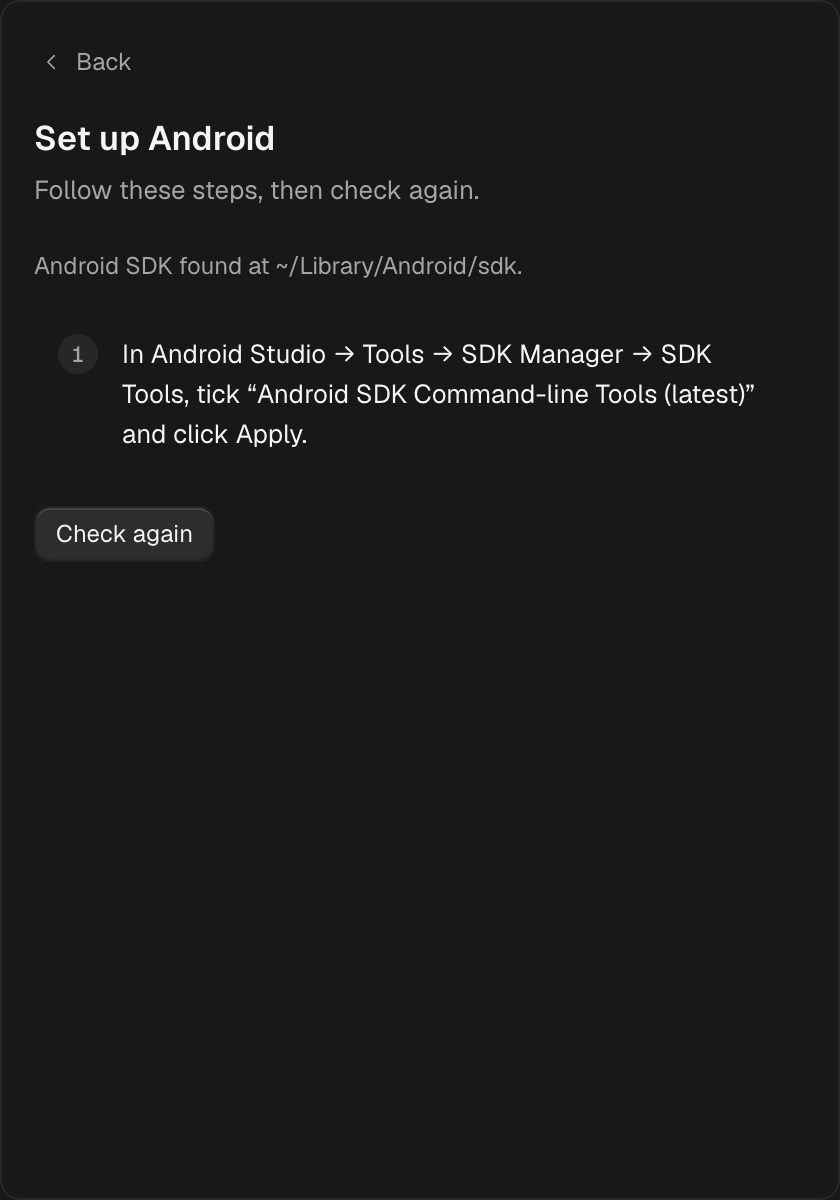 Back
Set up Android
Follow these steps, then check again.
Android SDK found at ~/Library/Android/sdk.
1 In Android Studio → Tools → SDK Manager → SDK
Tools, tick “Android SDK Command-line Tools (latest)”
and click Apply.
Check again